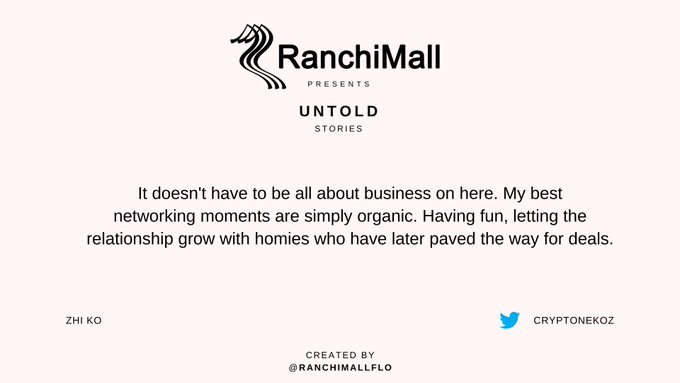 RanchiMall
PRESENTS
UNTOLD
STORIES
It doesn't have to be all about business on here. My best
networking moments are simply organic. Having fun, letting the
relationship grow with homies who have later paved the way for deals.
ZHI KO
CRYPTONEKOZ
CREATED BY
@RANCHIMALLFLO